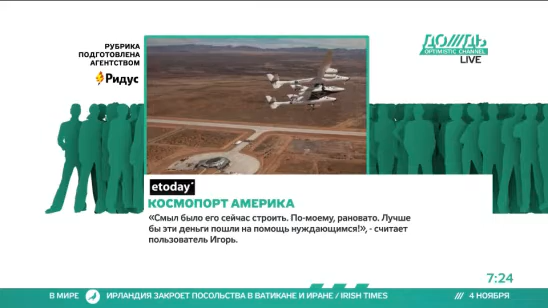 РУБРИКА
ПОДГОТОВЛЕНА
АГЕНТСТВОМ
Ридус
ДОЖДЬ
OPTIMISTIC CHANNEL
LIVE
etoday
КОСМОПОРТ АМЕРИКА
«Смыл было его сейчас строить. По-моему, рановато. Лучше
бы эти деньги пошли на помощь нуждающимся!», - считает
пользователь Игорь.
7:24
В МИРЕ ИРЛАНДИЯ ЗАКРОЕТ ПОСОЛЬСТВА В ВАТИКАНЕ И ИРАНЕ / IRISH TIMES /// 4 НОЯБРЯ